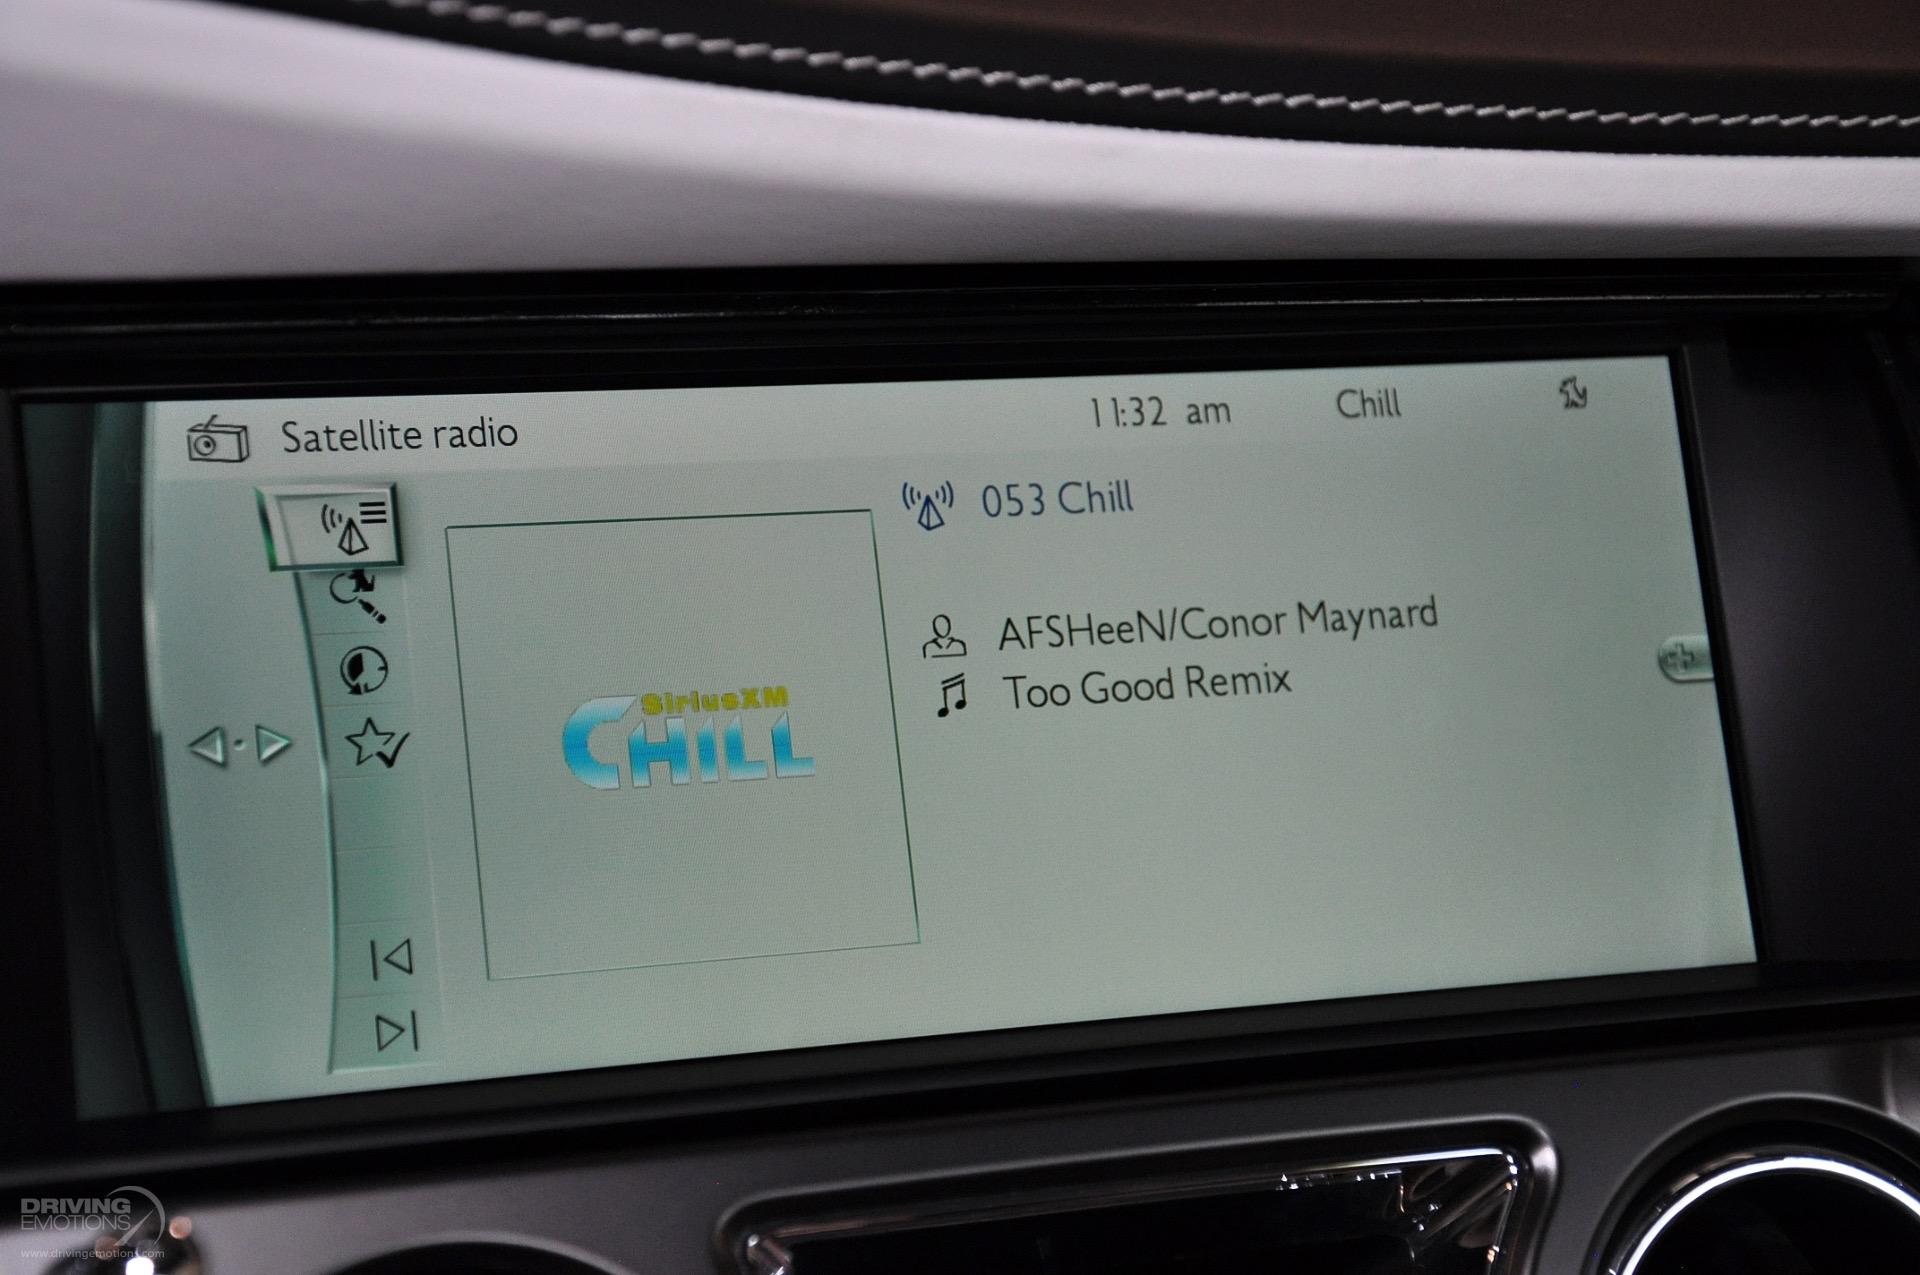 Satellite radio
11:32 am
Chill
053 Chill
AFSHeeN/Conor Maynard
Too Good Remix
SiriusXM
CHILL
DRIVING
EMOTIONS
www.drivingemotions.com